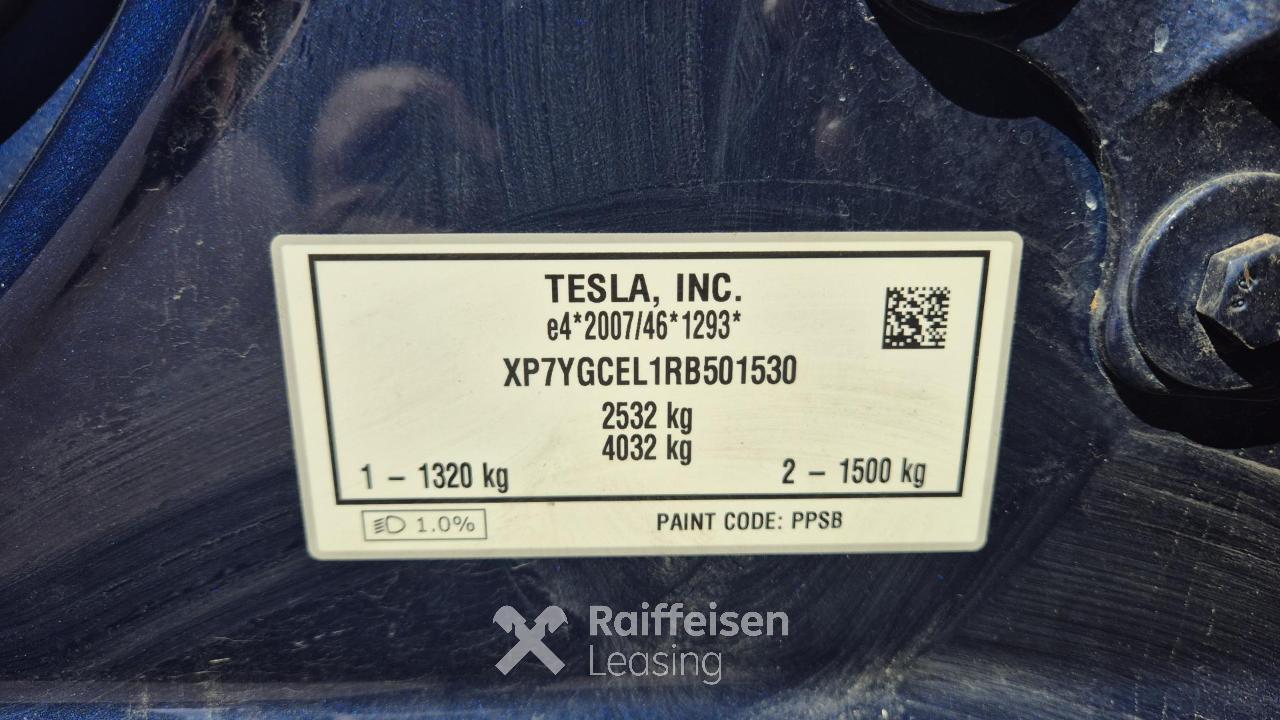 TESLA, INC.
e4*2007/46*1293*
XP7YGCEL1RB501530
2532 kg
4032 kg
1 – 1320 kg
2 – 1500 kg
1.0%
PAINT CODE: PPSB
Raiffeisen
Leasing